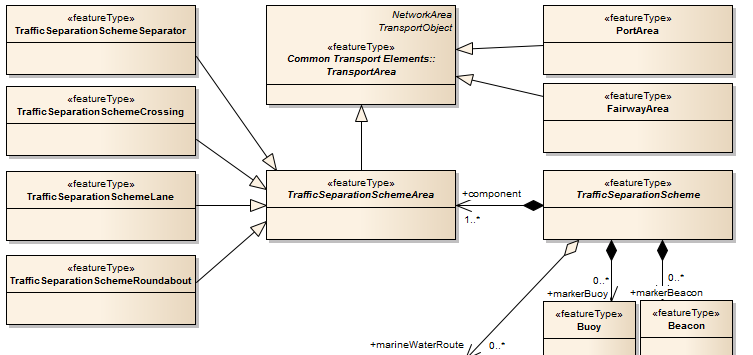 «featureType»
TrafficSeparationSchemeSeparator
NetworkArea
TransportObject
«featureType»
Common Transport Elements::
TransportArea
«featureType»
PortArea
«featureType»
TrafficSeparationSchemeCrossing
«featureType»
FairwayArea
«featureType»
TrafficSeparationSchemeLane
«featureType»
TrafficSeparationSchemeArea
+component
1..*
«featureType»
TrafficSeparationScheme
«featureType»
TrafficSeparationSchemeRoundabout
0..*
0..*
+markerBuoy
+markerBeacon
«featureType»
Buoy
«featureType»
Beacon
+marineWaterRoute
0..*